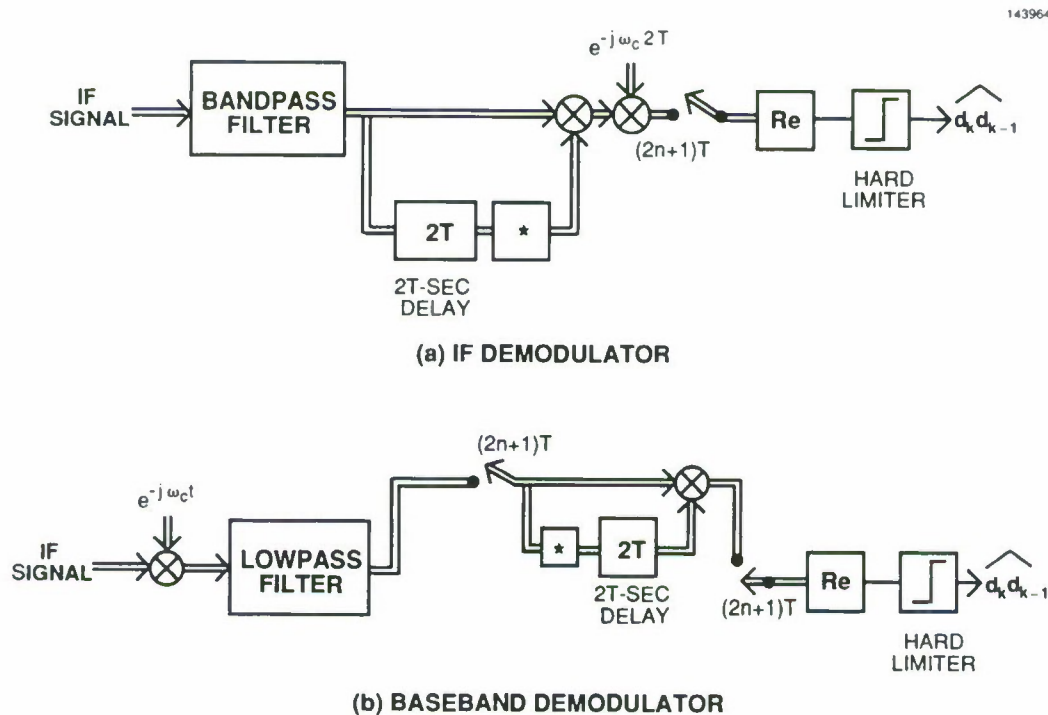 143964
e^{-j ω_c 2T}
IF SIGNAL
BANDPASS FILTER
(2n+1)T
Re
d_k d_{k-1}
HARD LIMITER
2T
*
2T-SEC DELAY
(a) IF DEMODULATOR
(2n+1)T
e^{-j ω_c t}
IF SIGNAL
LOWPASS FILTER
*
2T
2T-SEC DELAY
(2n+1)T
Re
d_k d_{k-1}
HARD LIMITER
(b) BASEBAND DEMODULATOR